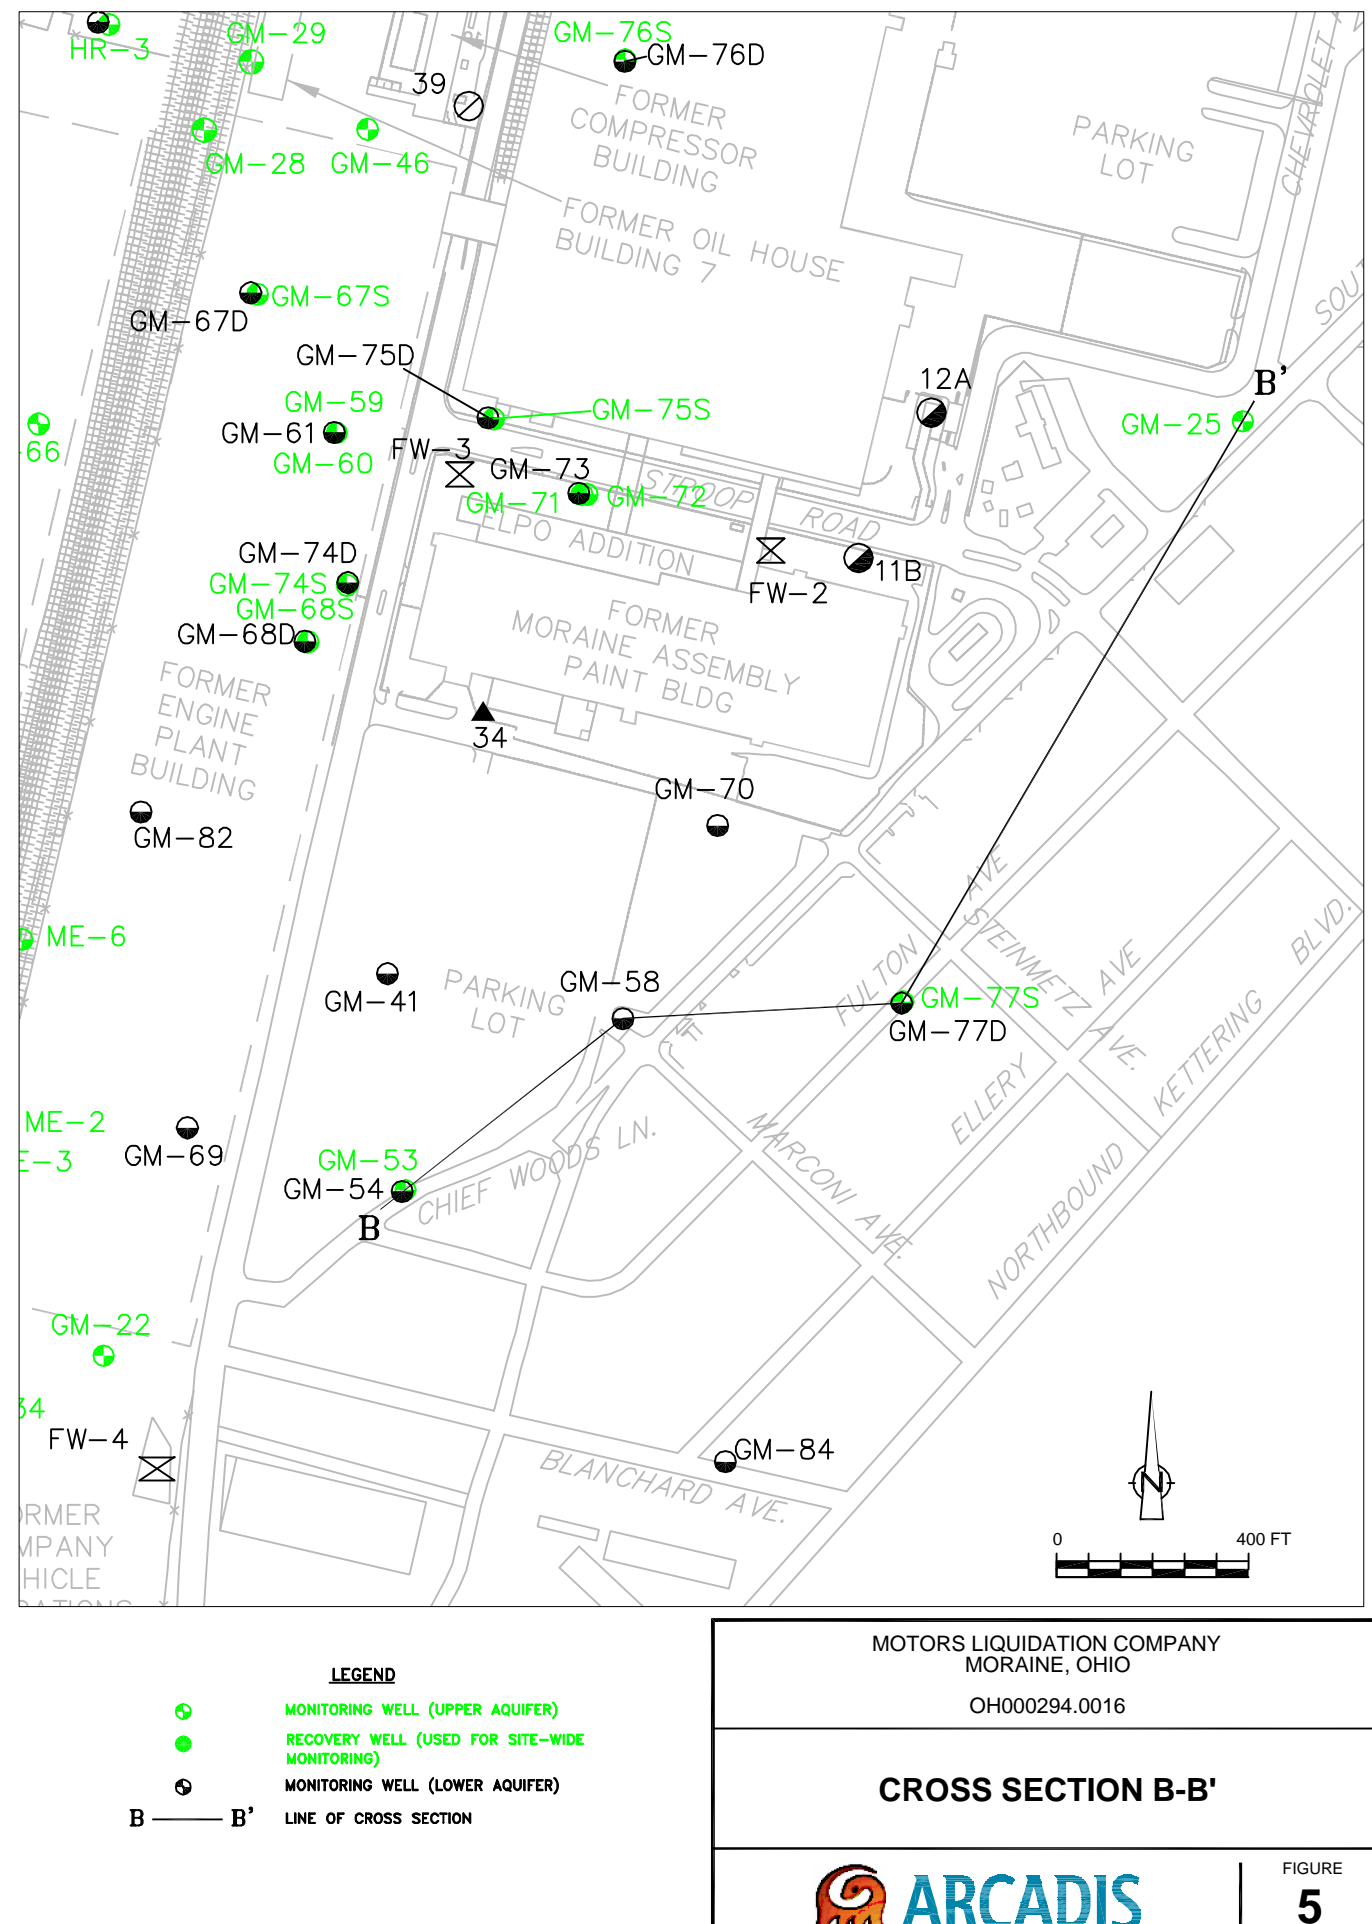 HR-3
GM-29
GM-76S
GM-76D
39
FORMER
COMPRESSOR
BUILDING
PARKING
LOT
CHEVROLET
GM-28
GM-46
FORMER OIL HOUSE
BUILDING 7
GM-67S
GM-67D
GM-75D
GM-59
GM-61
GM-60
GM-75S
12A
B'
GM-25
-66
FW-3
GM-73
GM-71
GM-72
STROOP ROAD
ELPO ADDITION
GM-74D
GM-74S
GM-68S
GM-68D
FW-2
11B
FORMER
MORAINE ASSEMBLY
PAINT BLDG
FORMER
ENGINE
PLANT
BUILDING
34
GM-70
GM-82
ME-6
GM-41
PARKING
LOT
GM-58
FULTON AVE
STEINMETZ AVE.
GM-77S
GM-77D
ELLERY AVE
KETTERING BLVD.
NORTHBOUND
MARCONI AVE.
ME-2
E-3
GM-69
GM-53
GM-54
B
CHIEF WOODS LN.
GM-22
34
FW-4
GM-84
BLANCHARD AVE.
N
0 400 FT
ORMER
MPANY
HICLE
LEGEND
MONITORING WELL (UPPER AQUIFER)
RECOVERY WELL (USED FOR SITE-WIDE
MONITORING)
MONITORING WELL (LOWER AQUIFER)
B B' LINE OF CROSS SECTION
MOTORS LIQUIDATION COMPANY
MORAINE, OHIO
OH000294.0016
CROSS SECTION B-B'
ARCADIS
FIGURE
5